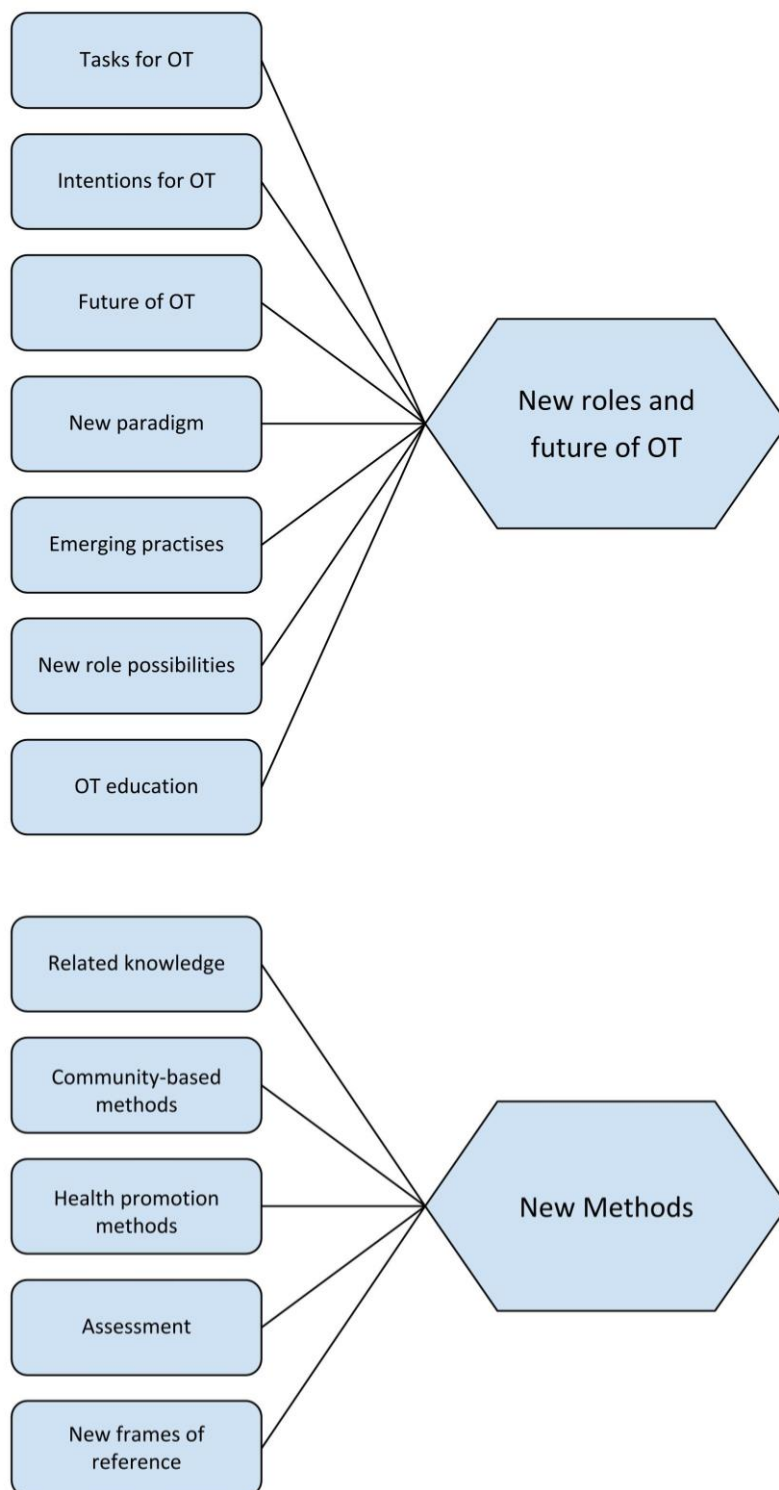 Tasks for OT
Intentions for OT
Future of OT
New paradigm
Emerging practises
New role possibilities
OT education
New roles and
future of OT
Related knowledge
Community-based
methods
Health promotion
methods
Assessment
New frames of
reference
New Methods